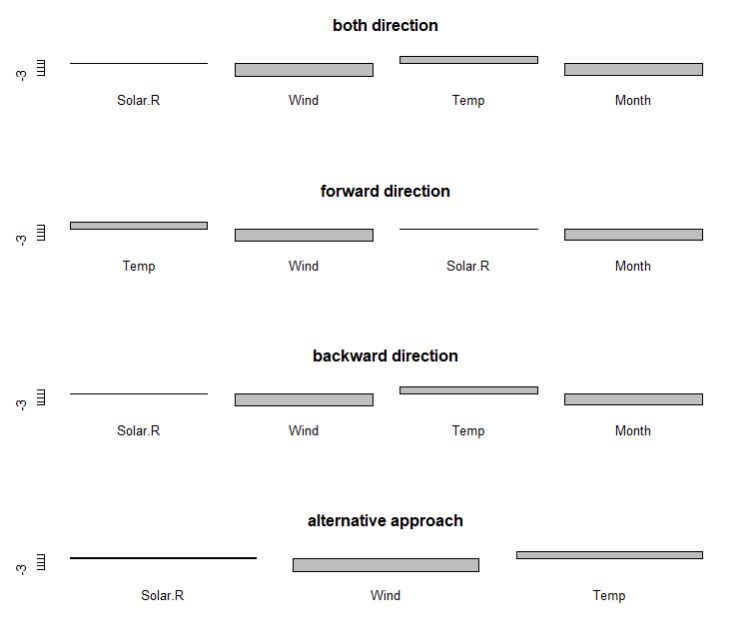 both direction
-3
Solar.R Wind Temp Month
forward direction
-3
Temp Wind Solar.R Month
backward direction
-3
Solar.R Wind Temp Month
alternative approach
-3
Solar.R Wind Temp